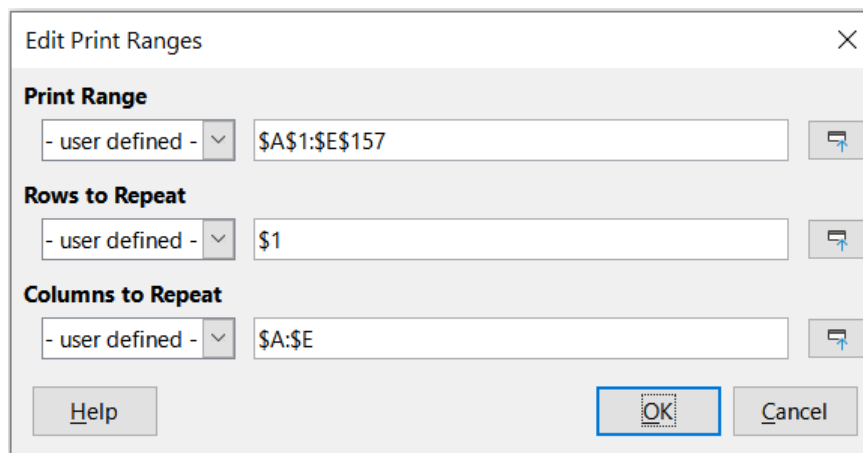 Edit Print Ranges
Print Range
- user defined - $A$1:$E$157
Rows to Repeat
- user defined - $1
Columns to Repeat
- user defined - $A:$E
Help OK Cancel